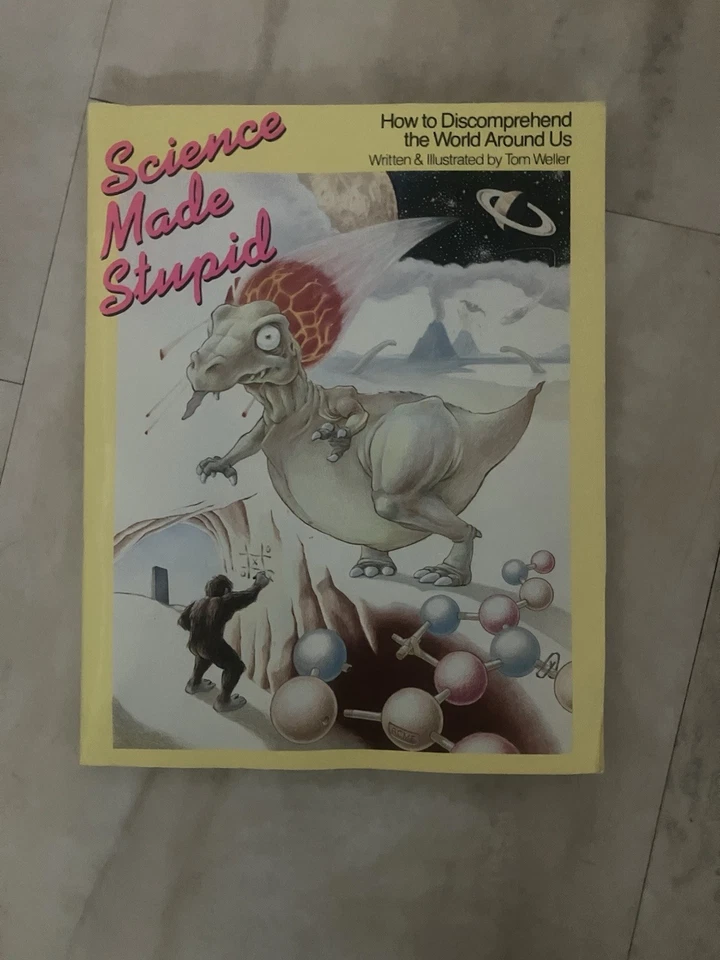 Science
Made
Stupid
How to Discomprehend
the World Around Us
Written & Illustrated by Tom Weller